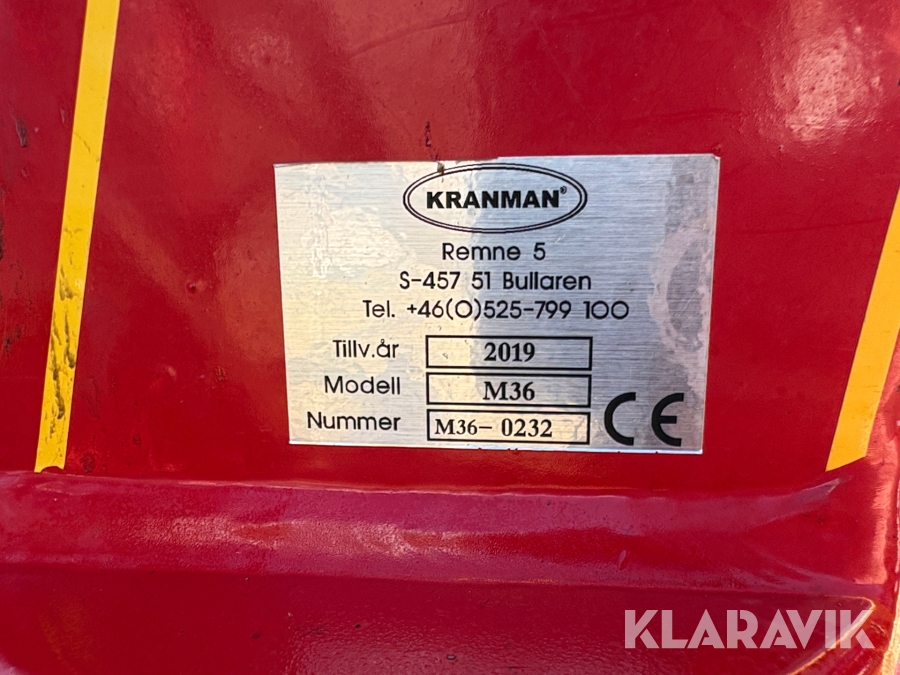 KRANMAN®
Remne 5
S-457 51 Bullaren
Tel. +46(0)525-799 100
Tillv.år 2019
Modell M36
Nummer M36-0232
CE
KLARAVIK